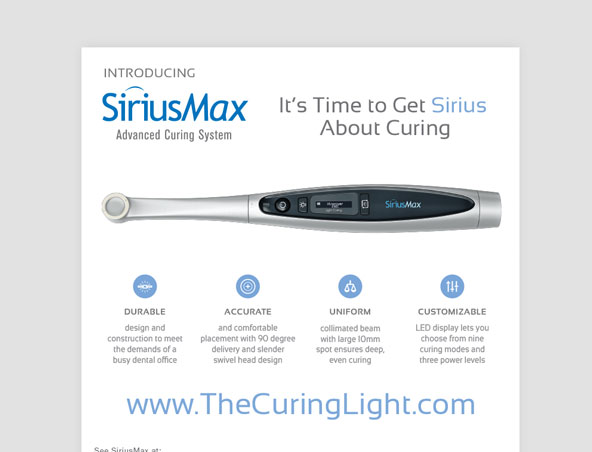 INTRODUCING
SiriusMax
Advanced Curing System
It's Time to Get Sirius
About Curing
SiriusMax
DURABLE
design and
construction to meet
the demands of a
busy dental office
ACCURATE
and comfortable
placement with 90 degree
delivery and slender
swivel head design
UNIFORM
collimated beam
with large 10mm
spot ensures deep,
even curing
CUSTOMIZABLE
LED display lets you
choose from nine
curing modes and
three power levels
www.TheCuringLight.com
See SiriusMax at: